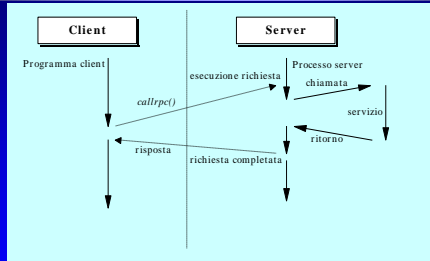 Client
Server
Programma client
Processo server
esecuzione richiesta
chiamata
callrpc()
servizio
ritorno
risposta
richiesta completata